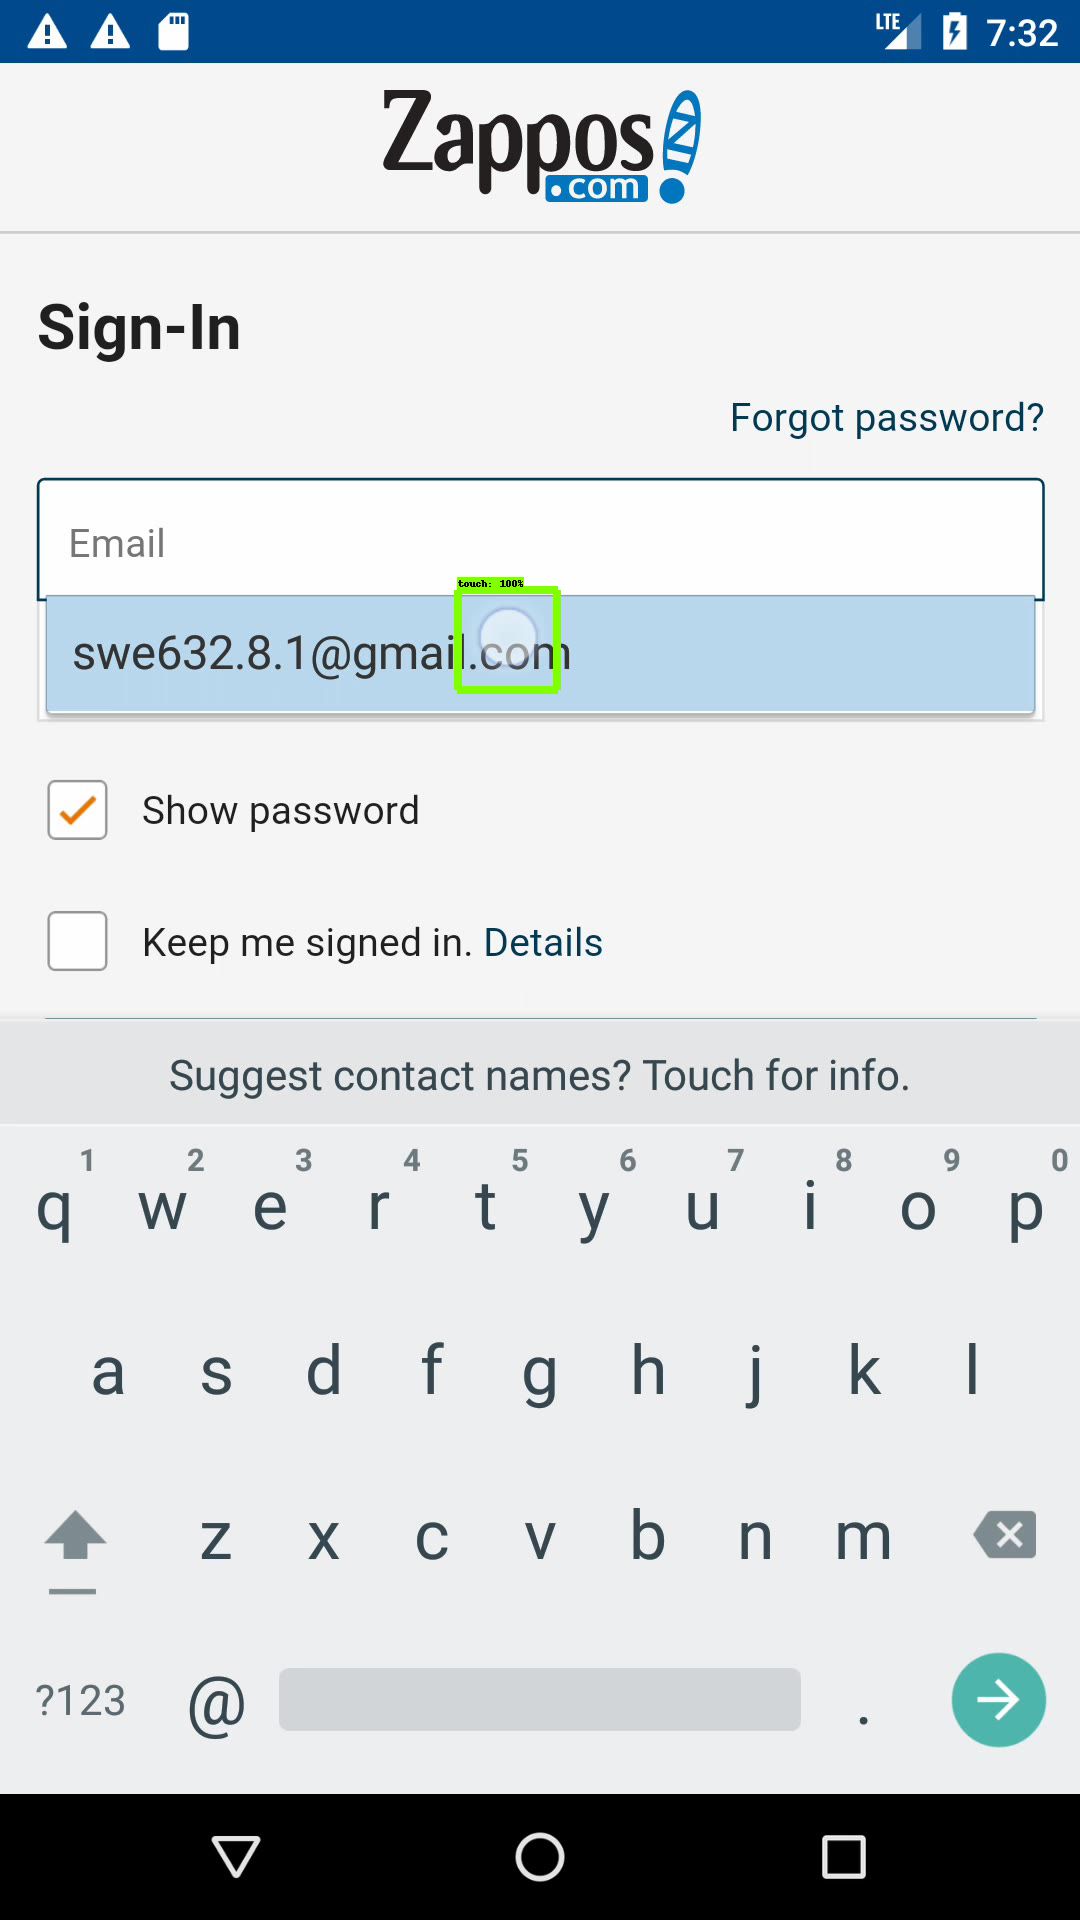 LTE 7:32
Zappos
.com
Sign-In
Forgot password?
Email
touch: 100%
swe632.8.1@gmail.com
Show password
Keep me signed in. Details
Suggest contact names? Touch for info.
1 2 3 4 5 6 7 8 9 0
q w e r t y u i o p
a s d f g h j k l
z x c v b n m
?123 @ .